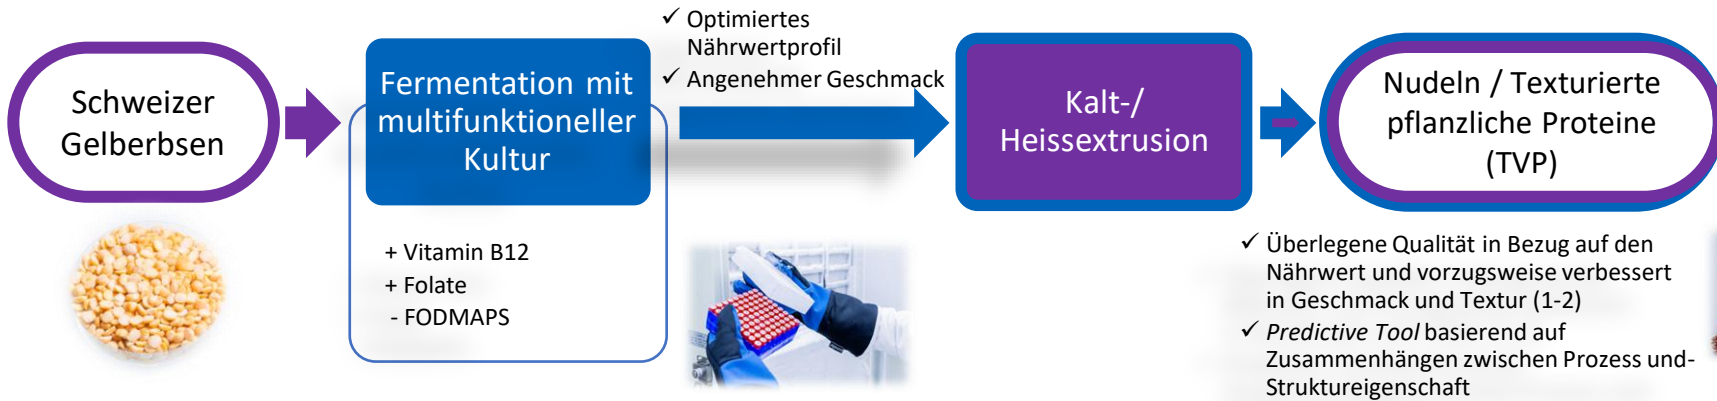 Schweizer
Gelberbsen
Fermentation mit
multifunktioneller
Kultur
+ Vitamin B12
+ Folate
- FODMAPS
✓ Optimiertes
Nährwertprofil
✓ Angenehmer Geschmack
Kalt-/
Heissextrusion
Nudeln / Texturierte
pflanzliche Proteine
(TVP)
✓ Überlegene Qualität in Bezug auf den
Nährwert und vorzugsweise verbessert
in Geschmack und Textur (1-2)
✓ Predictive Tool basierend auf
Zusammenhängen zwischen Prozess und-
Struktureigenschaft